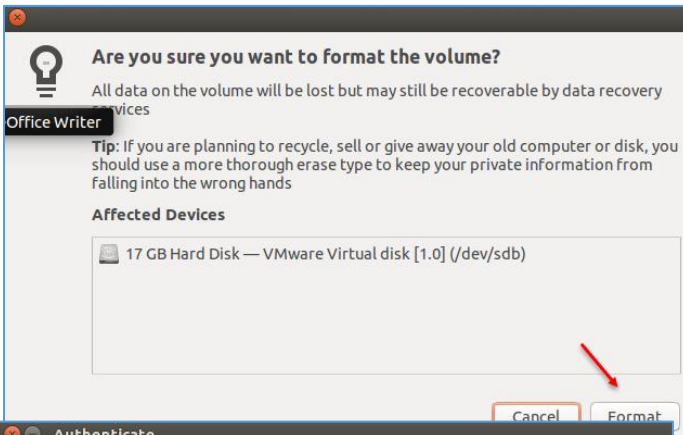 Are you sure you want to format the volume?
All data on the volume will be lost but may still be recoverable by data recovery
services
Office Writer
Tip: If you are planning to recycle, sell or give away your old computer or disk, you
should use a more thorough erase type to keep your private information from
falling into the wrong hands
Affected Devices
17 GB Hard Disk — VMware Virtual disk [1.0] (/dev/sdb)
Cancel Format
Authenticate